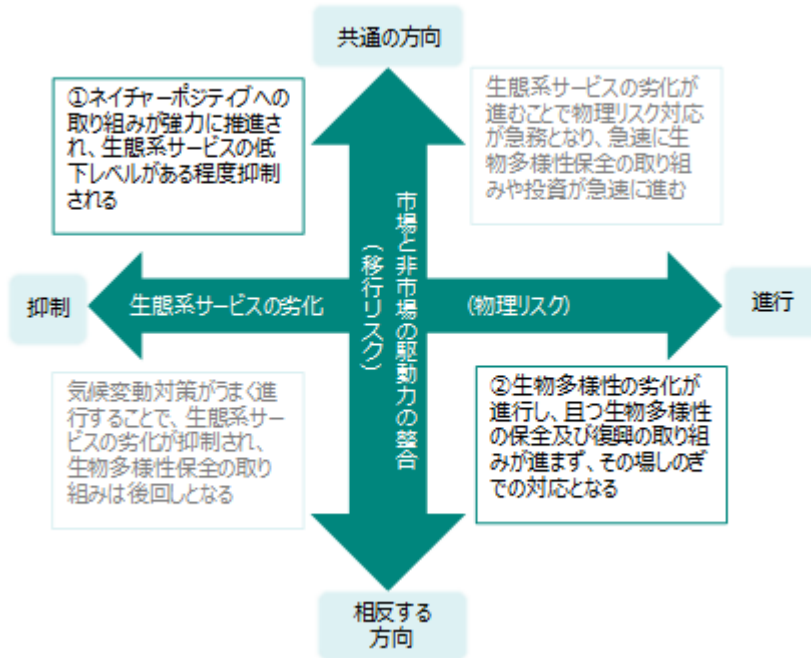 共通の方向
①ネイチャーポジティブへの
取り組みが強力に推進さ
れ、生態系サービスの低
下レベルがある程度抑制
される
生態系サービスの劣化が
進むことで物理リスク対応
が急務となり、急速に生
物多様性保全の取り組
みや投資が急速に進む
市場と非市場の駆動力の整合
(移行リスク)
抑制
生態系サービスの劣化
(物理リスク)
進行
気候変動対策がうまく進
行することで、生態系サー
ビスの劣化が抑制され、
生物多様性保全の取り
組みは後回しとなる
②生物多様性の劣化が
進行し、且つ生物多様性
の保全及び復興の取り組
みが進まず、その場しのぎ
での対応となる
相反する
方向